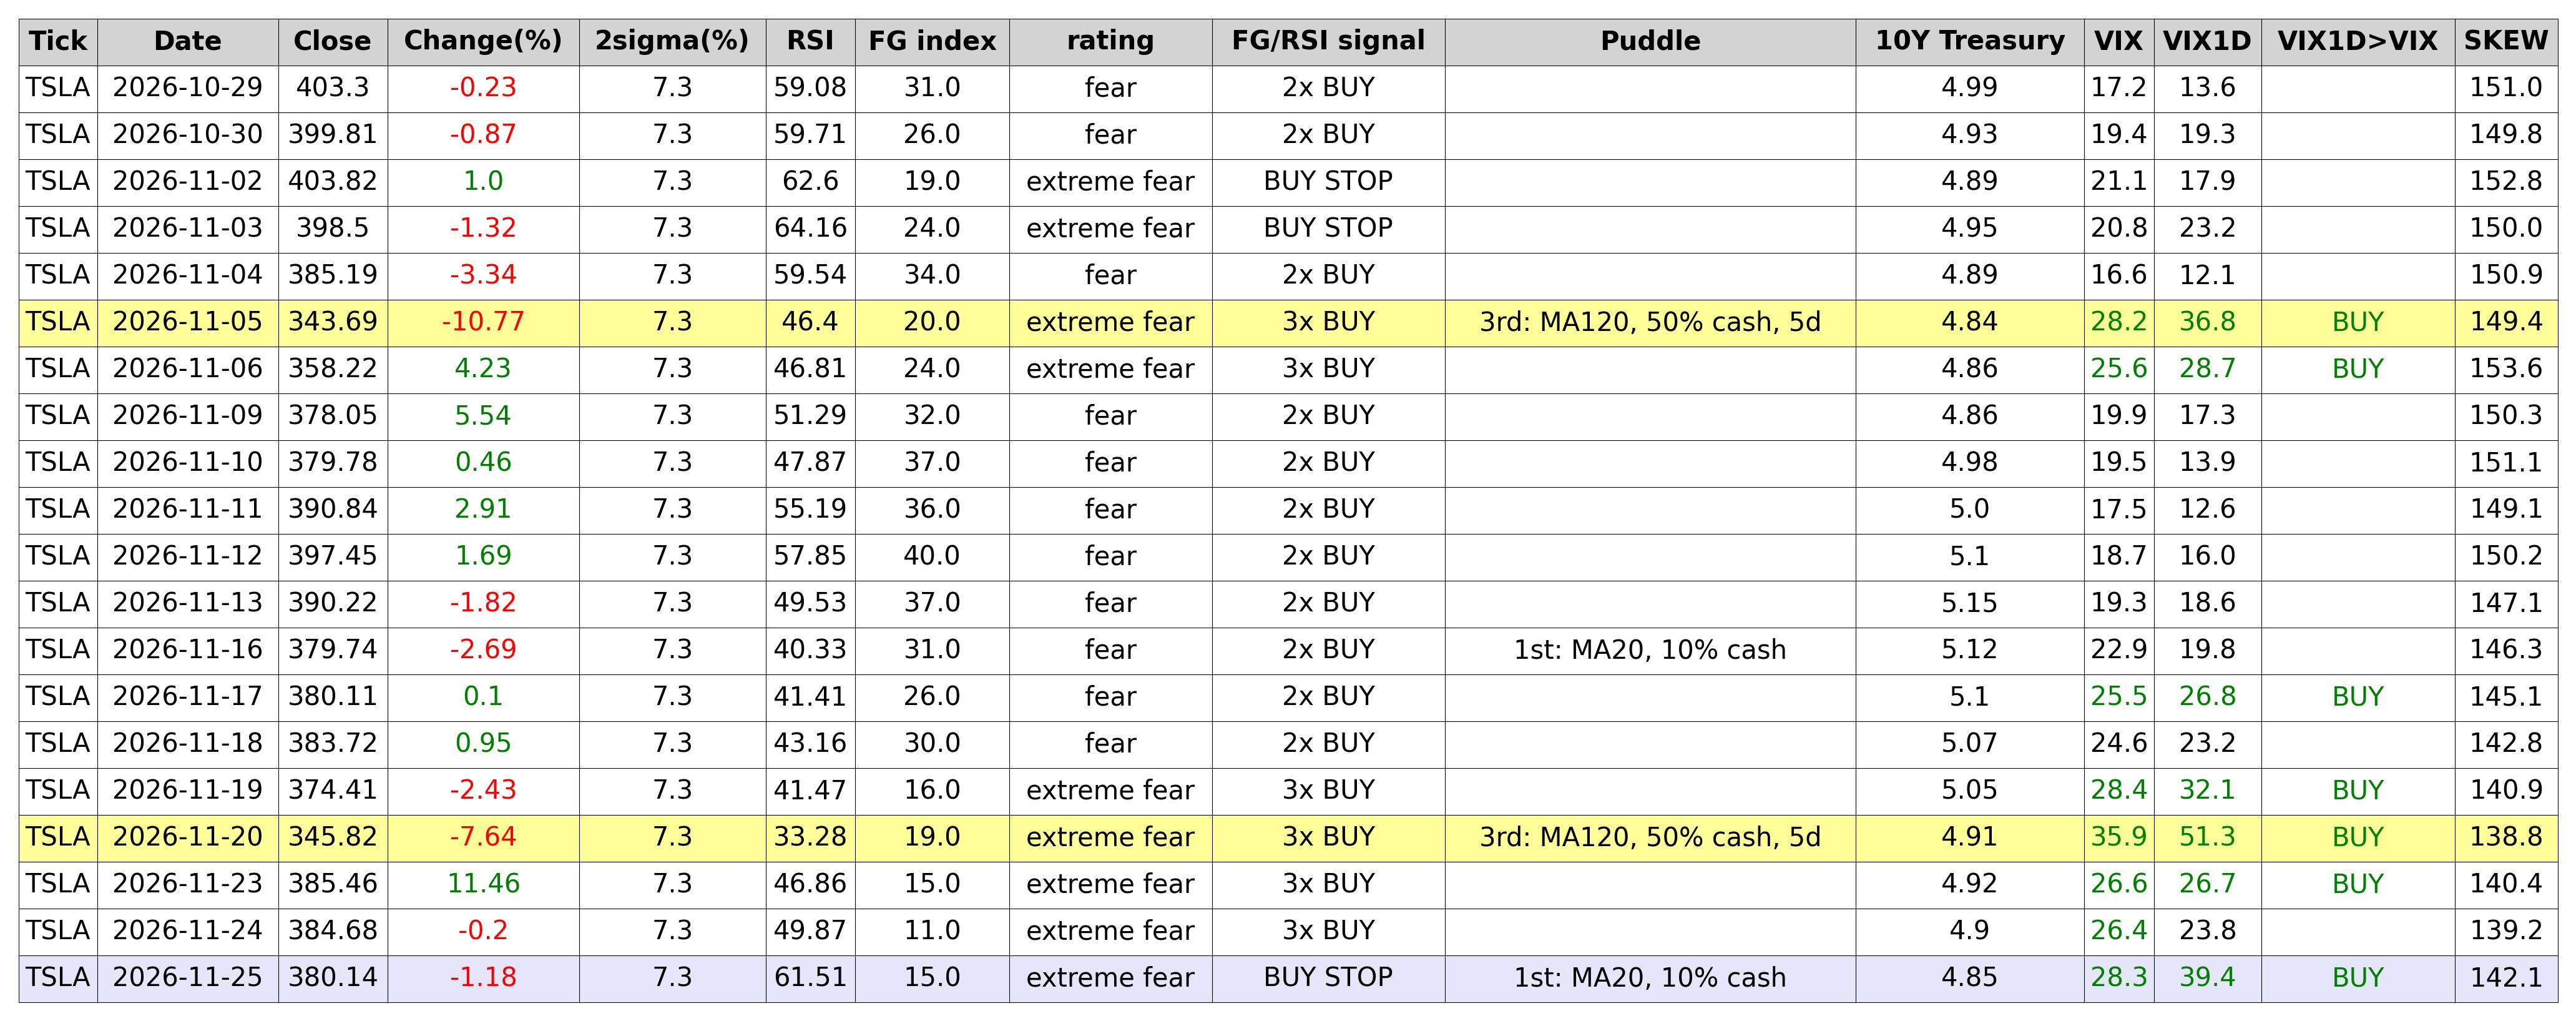 Tick Date Close Change(%) 2sigma(%) RSI FG index rating FG/RSI signal Puddle 10Y Treasury VIX VIX1D VIX1D>VIX SKEW
TSLA 2026-10-29 403.3 -0.23 7.3 59.08 31.0 fear 2x BUY 4.99 17.2 13.6 151.0
TSLA 2026-10-30 399.81 -0.87 7.3 59.71 26.0 fear 2x BUY 4.93 19.4 19.3 149.8
TSLA 2026-11-02 403.82 1.0 7.3 62.6 19.0 extreme fear BUY STOP 4.89 21.1 17.9 152.8
TSLA 2026-11-03 398.5 -1.32 7.3 64.16 24.0 extreme fear BUY STOP 4.95 20.8 23.2 150.0
TSLA 2026-11-04 385.19 -3.34 7.3 59.54 34.0 fear 2x BUY 4.89 16.6 12.1 150.9
TSLA 2026-11-05 343.69 -10.77 7.3 46.4 20.0 extreme fear 3x BUY 3rd: MA120, 50% cash, 5d 4.84 28.2 36.8 BUY 149.4
TSLA 2026-11-06 358.22 4.23 7.3 46.81 24.0 extreme fear 3x BUY 4.86 25.6 28.7 BUY 153.6
TSLA 2026-11-09 378.05 5.54 7.3 51.29 32.0 fear 2x BUY 4.86 19.9 17.3 150.3
TSLA 2026-11-10 379.78 0.46 7.3 47.87 37.0 fear 2x BUY 4.98 19.5 13.9 151.1
TSLA 2026-11-11 390.84 2.91 7.3 55.19 36.0 fear 2x BUY 5.0 17.5 12.6 149.1
TSLA 2026-11-12 397.45 1.69 7.3 57.85 40.0 fear 2x BUY 5.1 18.7 16.0 150.2
TSLA 2026-11-13 390.22 -1.82 7.3 49.53 37.0 fear 2x BUY 5.15 19.3 18.6 147.1
TSLA 2026-11-16 379.74 -2.69 7.3 40.33 31.0 fear 2x BUY 1st: MA20, 10% cash 5.12 22.9 19.8 146.3
TSLA 2026-11-17 380.11 0.1 7.3 41.41 26.0 fear 2x BUY 5.1 25.5 26.8 BUY 145.1
TSLA 2026-11-18 383.72 0.95 7.3 43.16 30.0 fear 2x BUY 5.07 24.6 23.2 142.8
TSLA 2026-11-19 374.41 -2.43 7.3 41.47 16.0 extreme fear 3x BUY 5.05 28.4 32.1 BUY 140.9
TSLA 2026-11-20 345.82 -7.64 7.3 33.28 19.0 extreme fear 3x BUY 3rd: MA120, 50% cash, 5d 4.91 35.9 51.3 BUY 138.8
TSLA 2026-11-23 385.46 11.46 7.3 46.86 15.0 extreme fear 3x BUY 4.92 26.6 26.7 BUY 140.4
TSLA 2026-11-24 384.68 -0.2 7.3 49.87 11.0 extreme fear 3x BUY 4.9 26.4 23.8 139.2
TSLA 2026-11-25 380.14 -1.18 7.3 61.51 15.0 extreme fear BUY STOP 1st: MA20, 10% cash 4.85 28.3 39.4 BUY 142.1